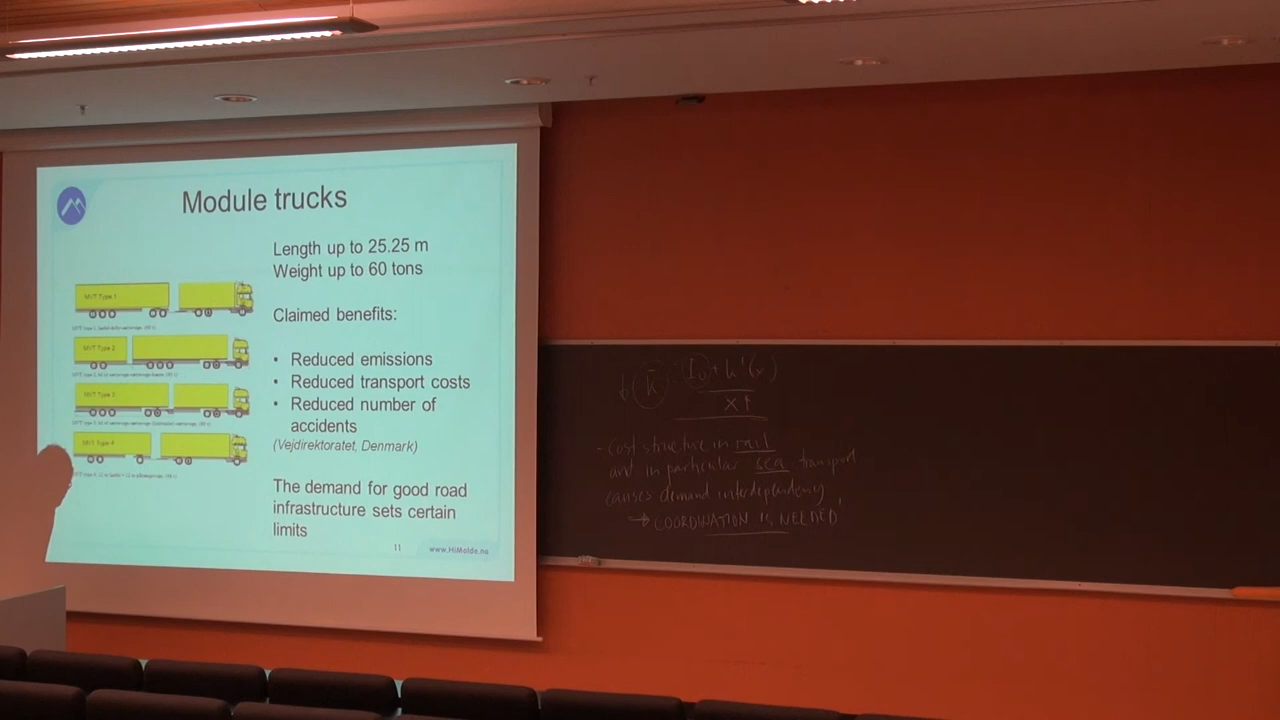 Module trucks
Length up to 25.25 m
Weight up to 60 tons
MVT Type 1
Claimed benefits:
MVT Type 2
• Reduced emissions
• Reduced transport costs
MVT Type 3
• Reduced number of
accidents
MVT Type 4
(Vejdirektoratet, Denmark)
The demand for good road
infrastructure sets certain
limits
11
www.HiMolde.no
- Cost structure in rail
and in particular sea transport
causes demand interdependency
→ COORDINATION IS NEEDED